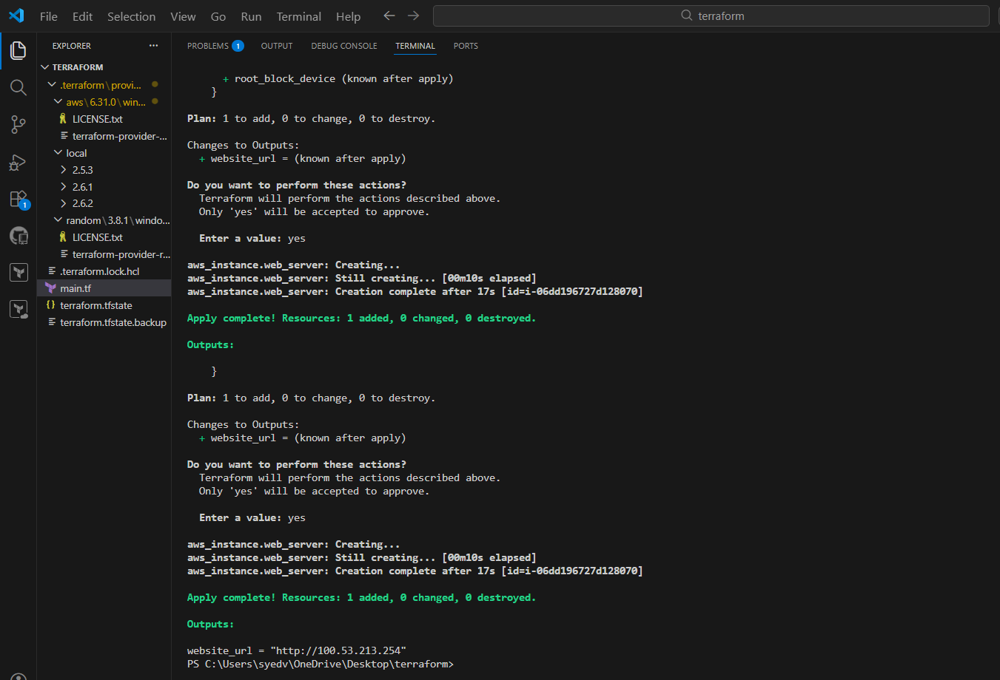 File Edit Selection View Go Run Terminal Help
terraform
EXPLORER
TERRAFORM
.terraform\provi...
aws\6.31.0\win...
LICENSE.txt
terraform-provider-...
local
2.5.3
2.6.1
2.6.2
random\3.8.1\windo...
LICENSE.txt
terraform-provider-r...
.terraform.lock.hcl
main.tf
terraform.tfstate
terraform.tfstate.backup
1
PROBLEMS 1 OUTPUT DEBUG CONSOLE TERMINAL PORTS
+ root_block_device (known after apply)
}
Plan: 1 to add, 0 to change, 0 to destroy.
Changes to Outputs:
+ website_url = (known after apply)
Do you want to perform these actions?
Terraform will perform the actions described above.
Only 'yes' will be accepted to approve.
Enter a value: yes
aws_instance.web_server: Creating...
aws_instance.web_server: Still creating... [00m10s elapsed]
aws_instance.web_server: Creation complete after 17s [id=i-06dd196727d128070]
Apply complete! Resources: 1 added, 0 changed, 0 destroyed.
Outputs:
}
Plan: 1 to add, 0 to change, 0 to destroy.
Changes to Outputs:
+ website_url = (known after apply)
Do you want to perform these actions?
Terraform will perform the actions described above.
Only 'yes' will be accepted to approve.
Enter a value: yes
aws_instance.web_server: Creating...
aws_instance.web_server: Still creating... [00m10s elapsed]
aws_instance.web_server: Creation complete after 17s [id=i-06dd196727d128070]
Apply complete! Resources: 1 added, 0 changed, 0 destroyed.
Outputs:
website_url = "http://100.53.213.254"
PS C:\Users\syedv\OneDrive\Desktop\terraform>